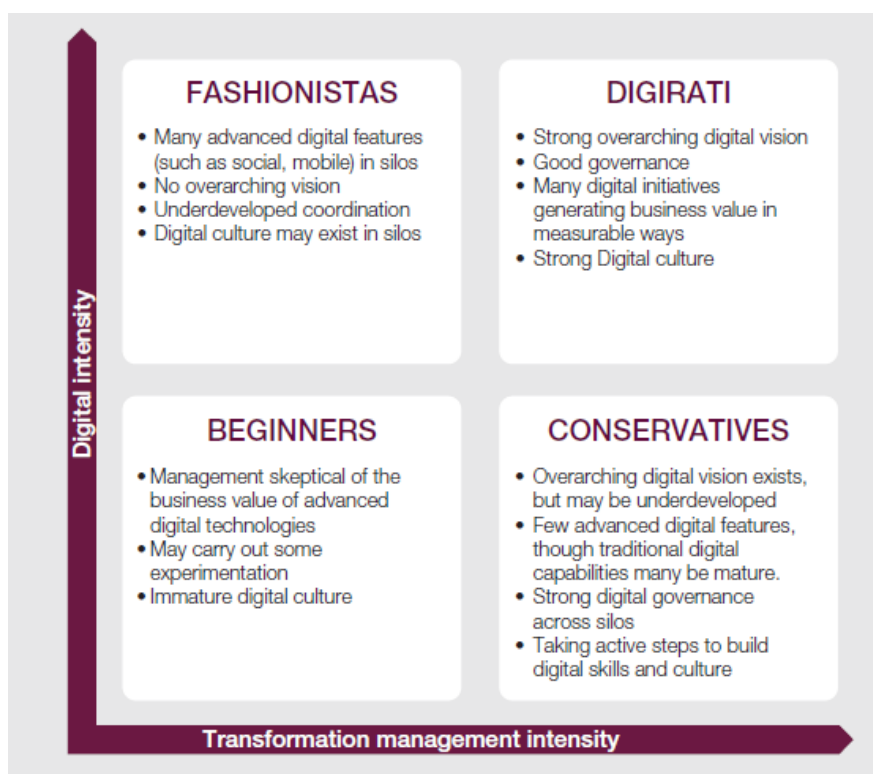 FASHIONISTAS
• Many advanced digital features
(such as social, mobile) in silos
• No overarching vision
• Underdeveloped coordination
• Digital culture may exist in silos
DIGIRATI
• Strong overarching digital vision
• Good governance
• Many digital initiatives
generating business value in
measurable ways
• Strong Digital culture
Digital intensity
BEGINNERS
• Management skeptical of the
business value of advanced
digital technologies
• May carry out some
experimentation
• Immature digital culture
CONSERVATIVES
• Overarching digital vision exists,
but may be underdeveloped
• Few advanced digital features,
though traditional digital
capabilities many be mature.
• Strong digital governance
across silos
• Taking active steps to build
digital skills and culture
Transformation management intensity